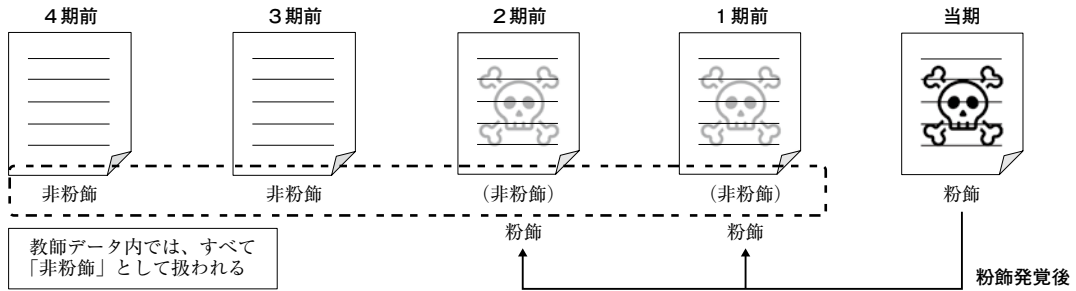 4期前
3期前
2期前
1期前
当期
非粉飾
非粉飾
(非粉飾)
(非粉飾)
粉飾
粉飾
粉飾
教師データ内では、すべて
「非粉飾」として扱われる
粉飾発覚後